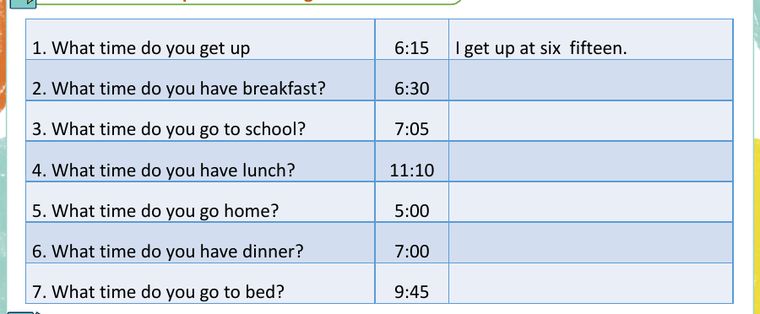 1. What time do you get up 6:15 I get up at six fifteen.
2. What time do you have breakfast? 6:30
3. What time do you go to school? 7:05
4. What time do you have lunch? 11:10
5. What time do you go home? 5:00
6. What time do you have dinner? 7:00
7. What time do you go to bed? 9:45